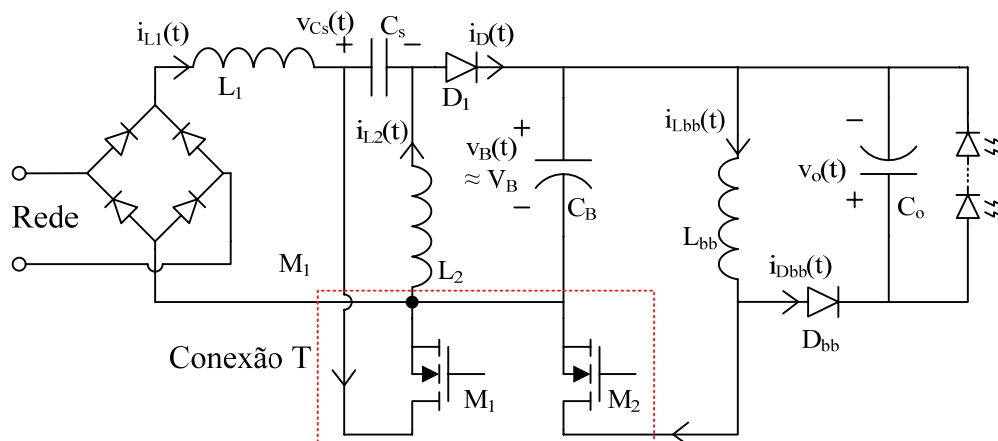 i_L1(t)
L_1
v_Cs(t)
+
C_s
−
i_D(t)
D_1
i_L2(t)
L_2
v_B(t)
≈ V_B
+
−
C_B
i_Lbb(t)
L_bb
−
v_o(t)
+
C_o
i_Dbb(t)
D_bb
Rede
M_1
Conexão T
M_1
M_2